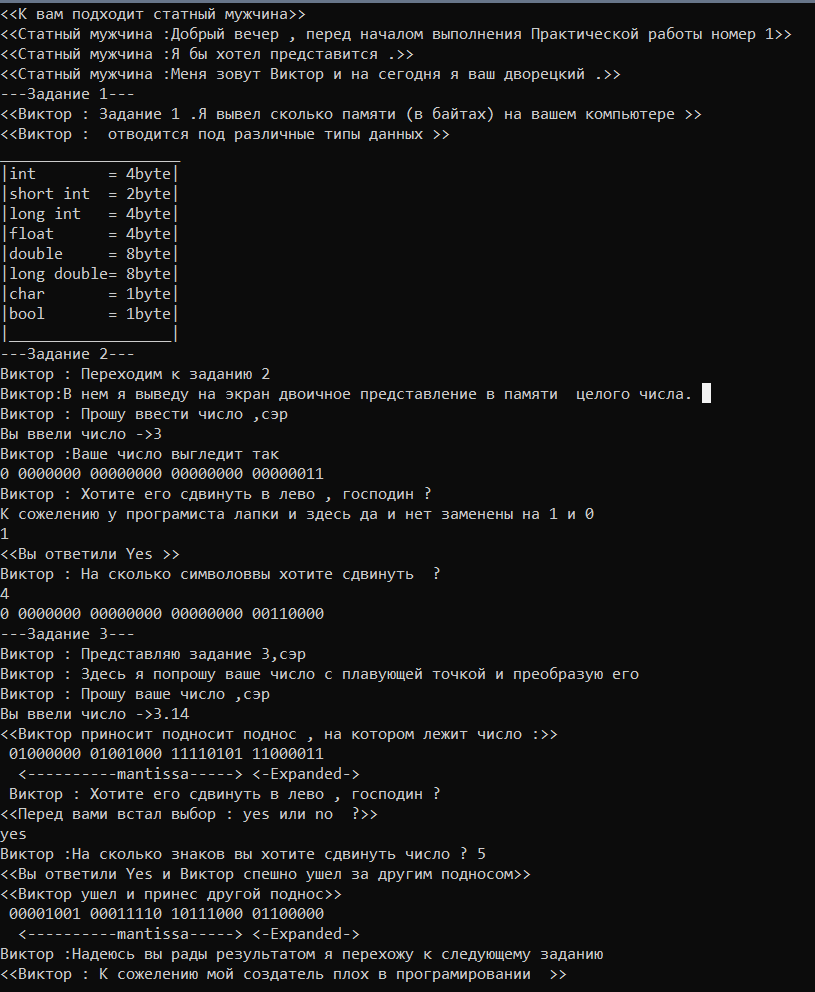 <<К вам подходит статный мужчина>>
<<Статный мужчина :Добрый вечер , перед началом выполнения Практической работы номер 1>>
<<Статный мужчина :Я бы хотел представится .>>
<<Статный мужчина :Меня зовут Виктор и на сегодня я ваш дворецкий .>>
---Задание 1---
<<Виктор : Задание 1 .Я вывел сколько памяти (в байтах) на вашем компьютере >>
<<Виктор :  отводится под различные типы данных >>
____________________
|int        = 4byte|
|short int  = 2byte|
|long int   = 4byte|
|float      = 4byte|
|double     = 8byte|
|long double= 8byte|
|char       = 1byte|
|bool       = 1byte|
|__________________|
---Задание 2---
Виктор : Переходим к заданию 2
Виктор:В нем я выведу на экран двоичное представление в памяти  целого числа.
Виктор : Прошу ввести число ,сэр
Вы ввели число ->3
Виктор :Ваше число выгледит так
0 0000000 00000000 00000000 00000011
Виктор : Хотите его сдвинуть в лево , господин ?
К сожелению у програмиста лапки и здесь да и нет заменены на 1 и 0
1
<<Вы ответили Yes >>
Виктор : На сколько символоввы хотите сдвинуть  ?
4
0 0000000 00000000 00000000 00110000
---Задание 3---
Виктор : Представляю задание 3,сэр
Виктор : Здесь я попрошу ваше число с плавующей точкой и преобразую его
Виктор : Прошу ваше число ,сэр
Вы ввели число ->3.14
<<Виктор приносит подносит поднос , на котором лежит число :>>
 01000000 01001000 11110101 11000011
  <----------mantissa-----> <-Expanded->
 Виктор : Хотите его сдвинуть в лево , господин ?
<<Перед вами встал выбор : yes или no  ?>>
yes
Виктор :На сколько знаков вы хотите сдвинуть число ? 5
<<Вы ответили Yes и Виктор спешно ушел за другим подносом>>
<<Виктор ушел и принес другой поднос>>
 00001001 00011110 10111000 01100000
  <----------mantissa-----> <-Expanded->
Виктор :Надеюсь вы рады результатом я перехожу к следующему заданию
<<Виктор : К сожелению мой создатель плох в програмировании  >>